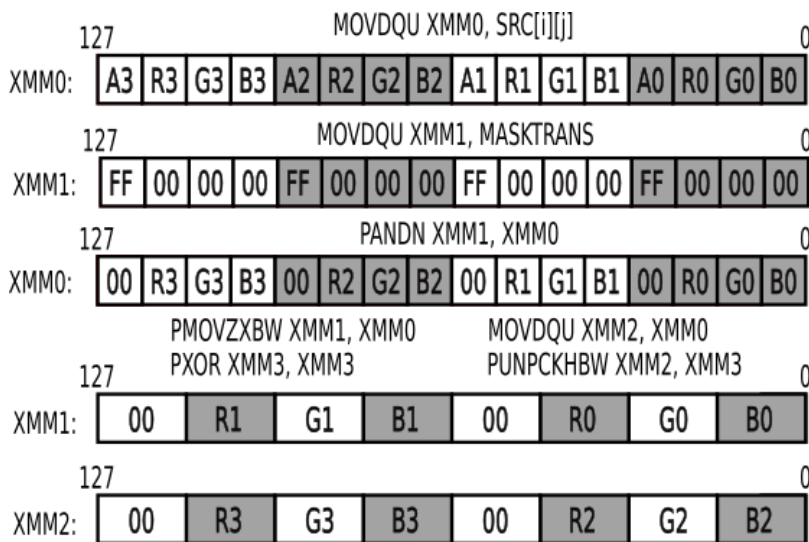 MOVDQU XMM0, SRC[i][j]
127 0
XMM0: A3 R3 G3 B3 A2 R2 G2 B2 A1 R1 G1 B1 A0 R0 G0 B0
MOVDQU XMM1, MASKTRANS
127 0
XMM1: FF 00 00 00 FF 00 00 00 FF 00 00 00 FF 00 00 00
PANDN XMM1, XMM0
127 0
XMM0: 00 R3 G3 B3 00 R2 G2 B2 00 R1 G1 B1 00 R0 G0 B0
PMOVZXBW XMM1, XMM0 MOVDQU XMM2, XMM0
PXOR XMM3, XMM3 PUNPCKHBW XMM2, XMM3
127 0
XMM1: 00 R1 G1 B1 00 R0 G0 B0
127 0
XMM2: 00 R3 G3 B3 00 R2 G2 B2